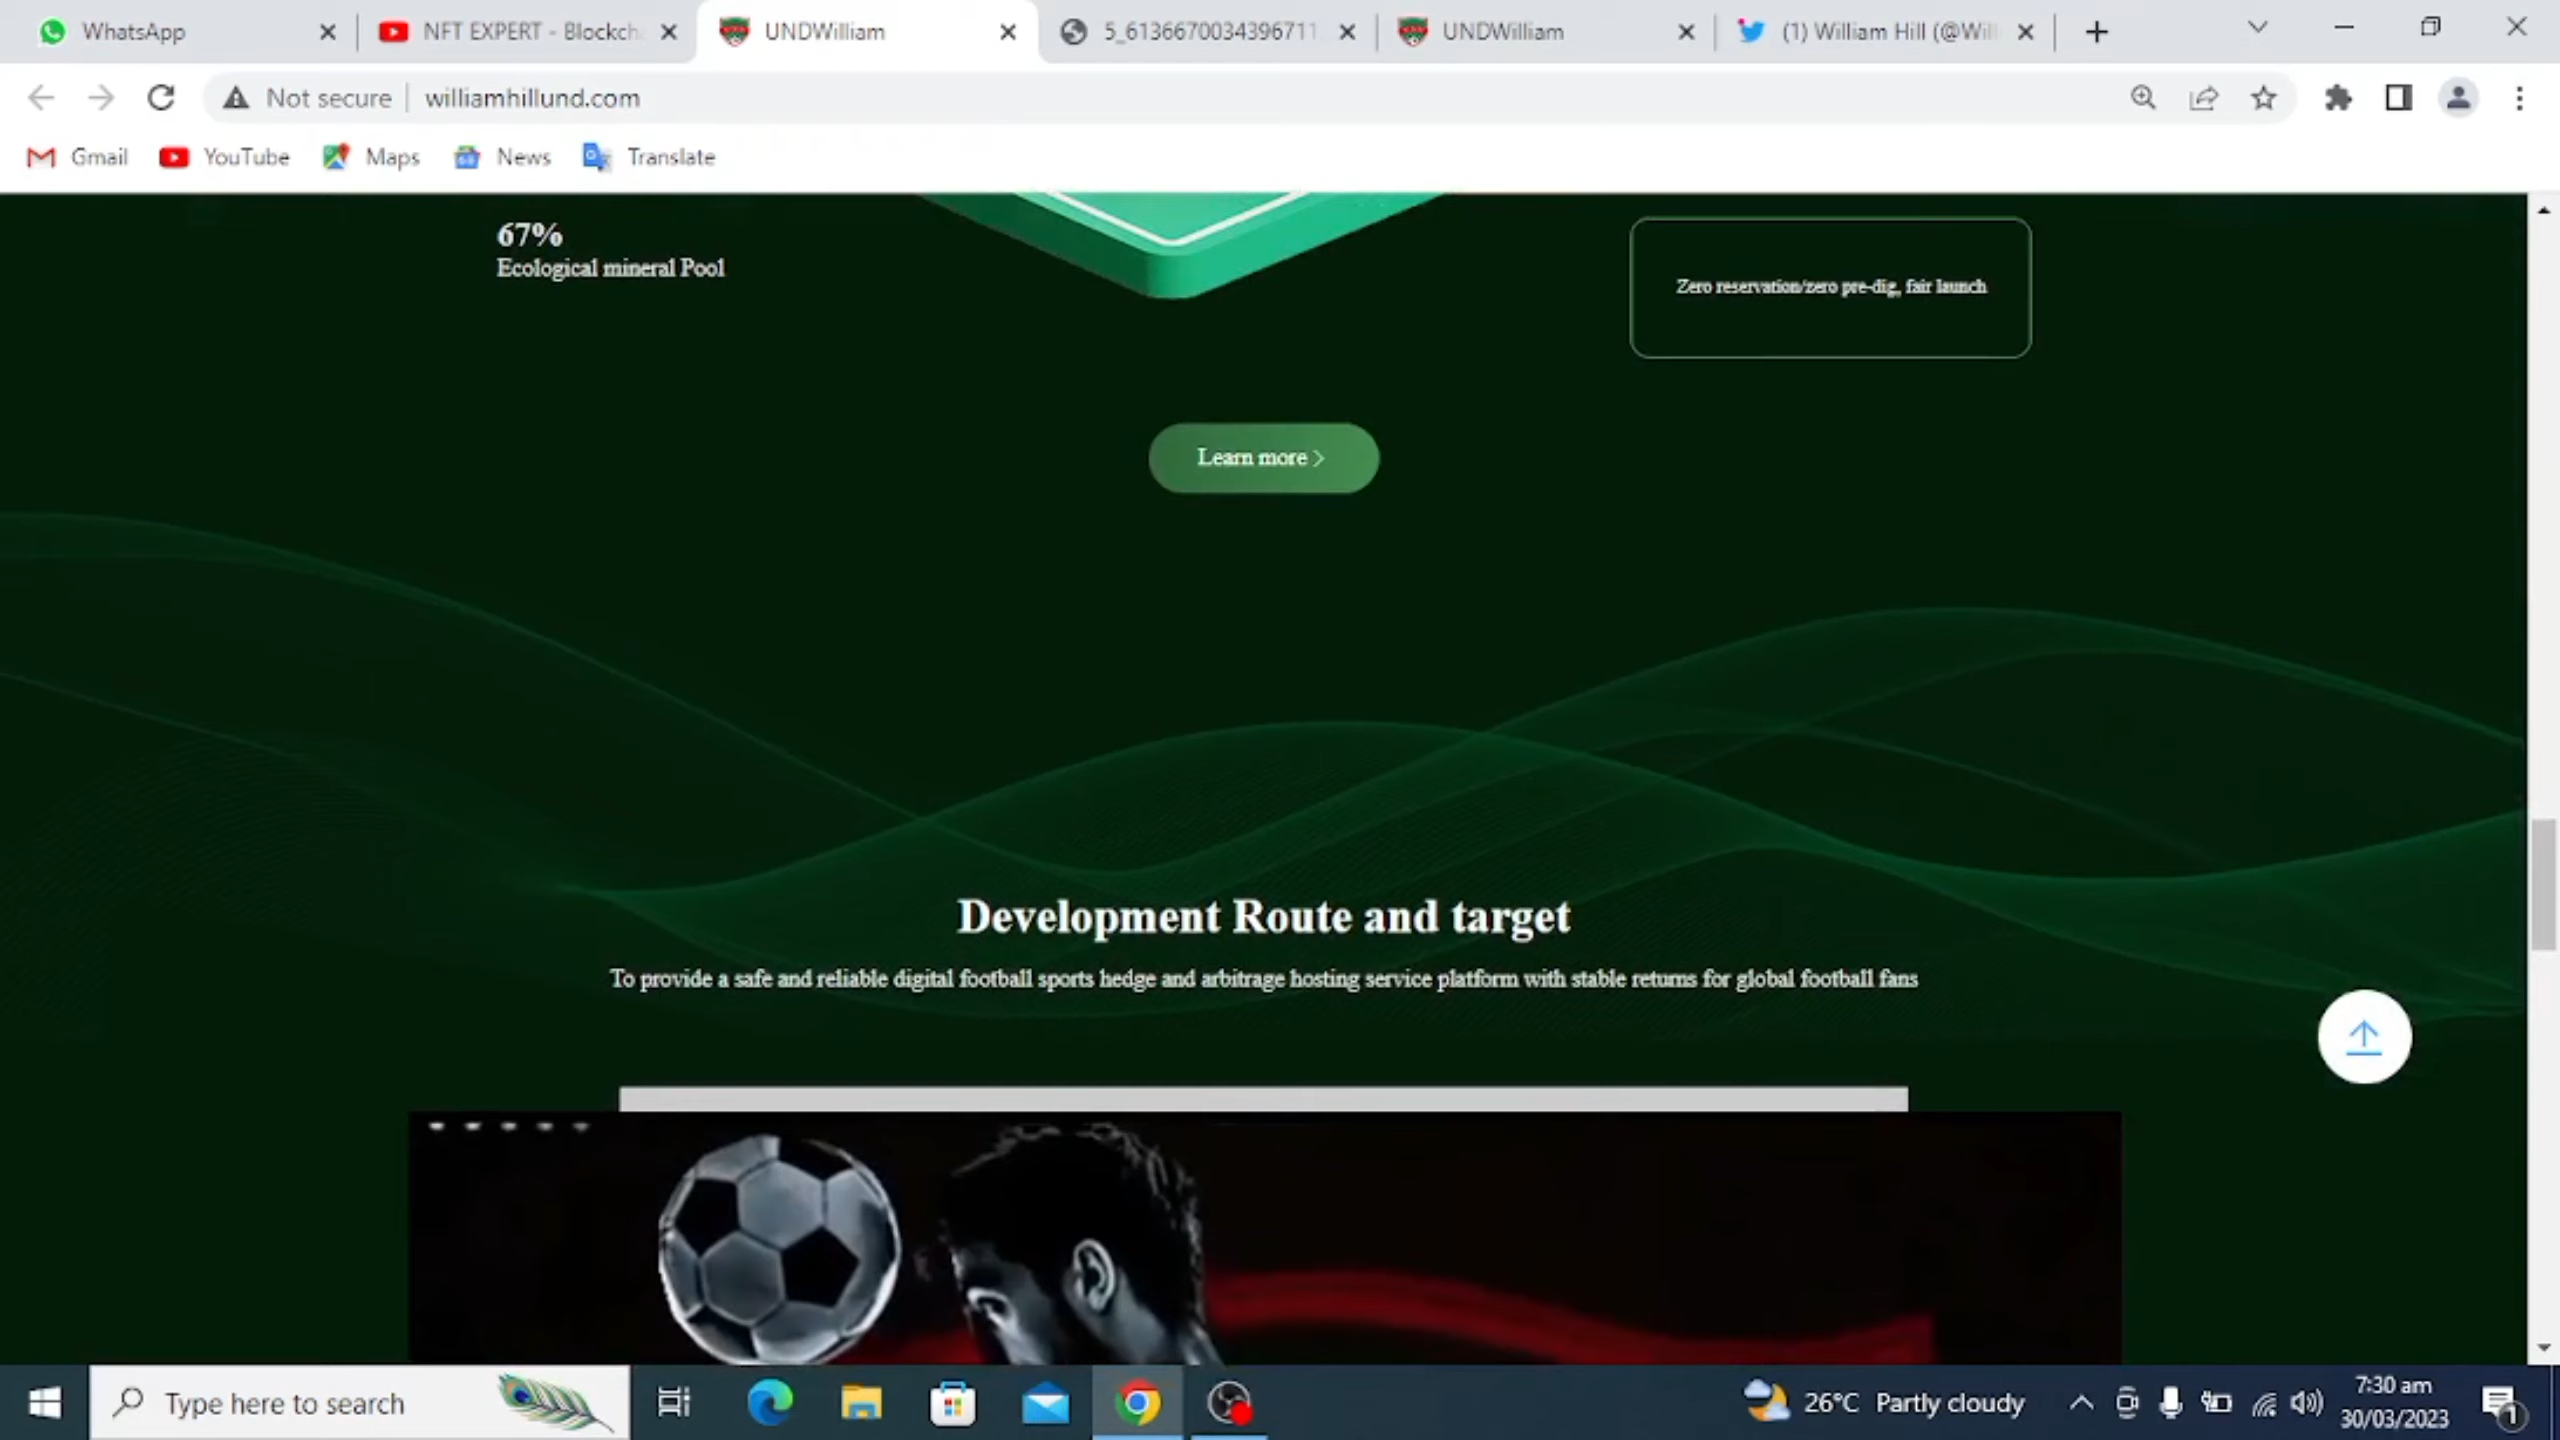 WhatsApp
NFT EXPERT - Blockch
UNDWilliam
5_6136670034396711
UNDWilliam
(1) William Hill (@Will
Not secure
williamhillund.com
Gmail
YouTube
Maps
News
Translate
67%
Ecological mineral Pool
Zero reservation/zero pre-dig, fair launch
Learn more >
Development Route and target
To provide a safe and reliable digital football sports hedge and arbitrage hosting service platform with stable returns for global football fans
Type here to search
26°C Partly cloudy
7:30 am
30/03/2023
1